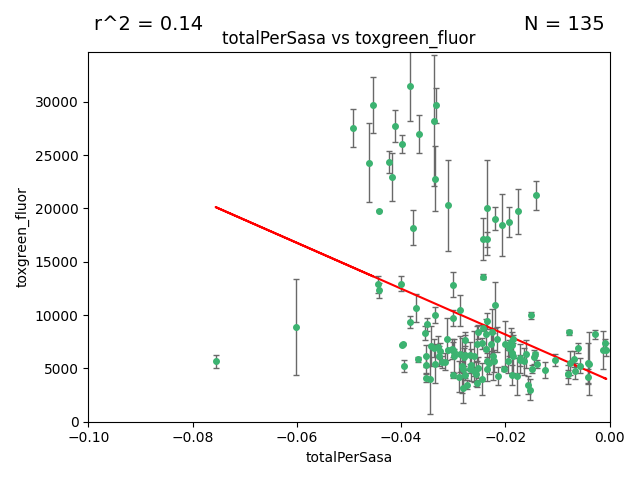 r^2 = 0.14
N = 135
totalPerSasa vs toxgreen_fluor
30000
25000
20000
15000
10000
5000
0
toxgreen_fluor
−0.10
−0.08
−0.06
−0.04
−0.02
0.00
totalPerSasa